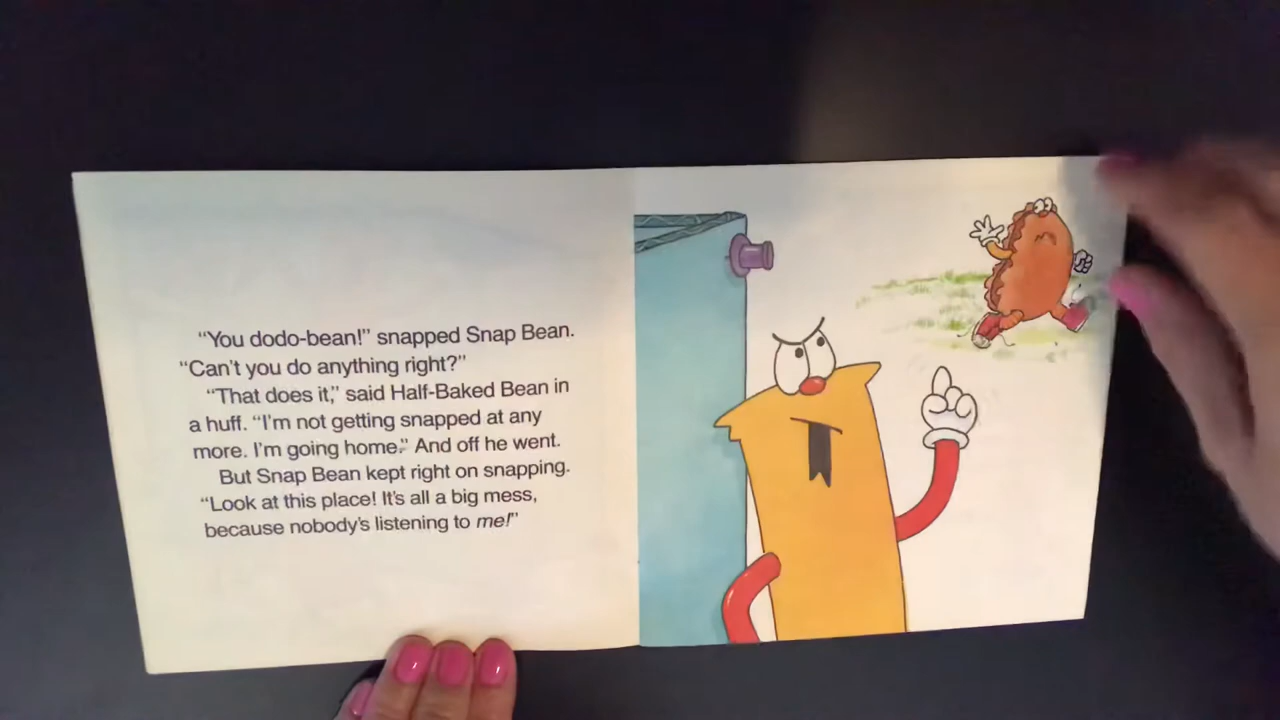 “You dodo-bean!” snapped Snap Bean.
“Can’t you do anything right?”
“That does it,” said Half-Baked Bean in
a huff. “I’m not getting snapped at any
more. I’m going home.” And off he went.
But Snap Bean kept right on snapping.
“Look at this place! It’s all a big mess,
because nobody’s listening to me!”